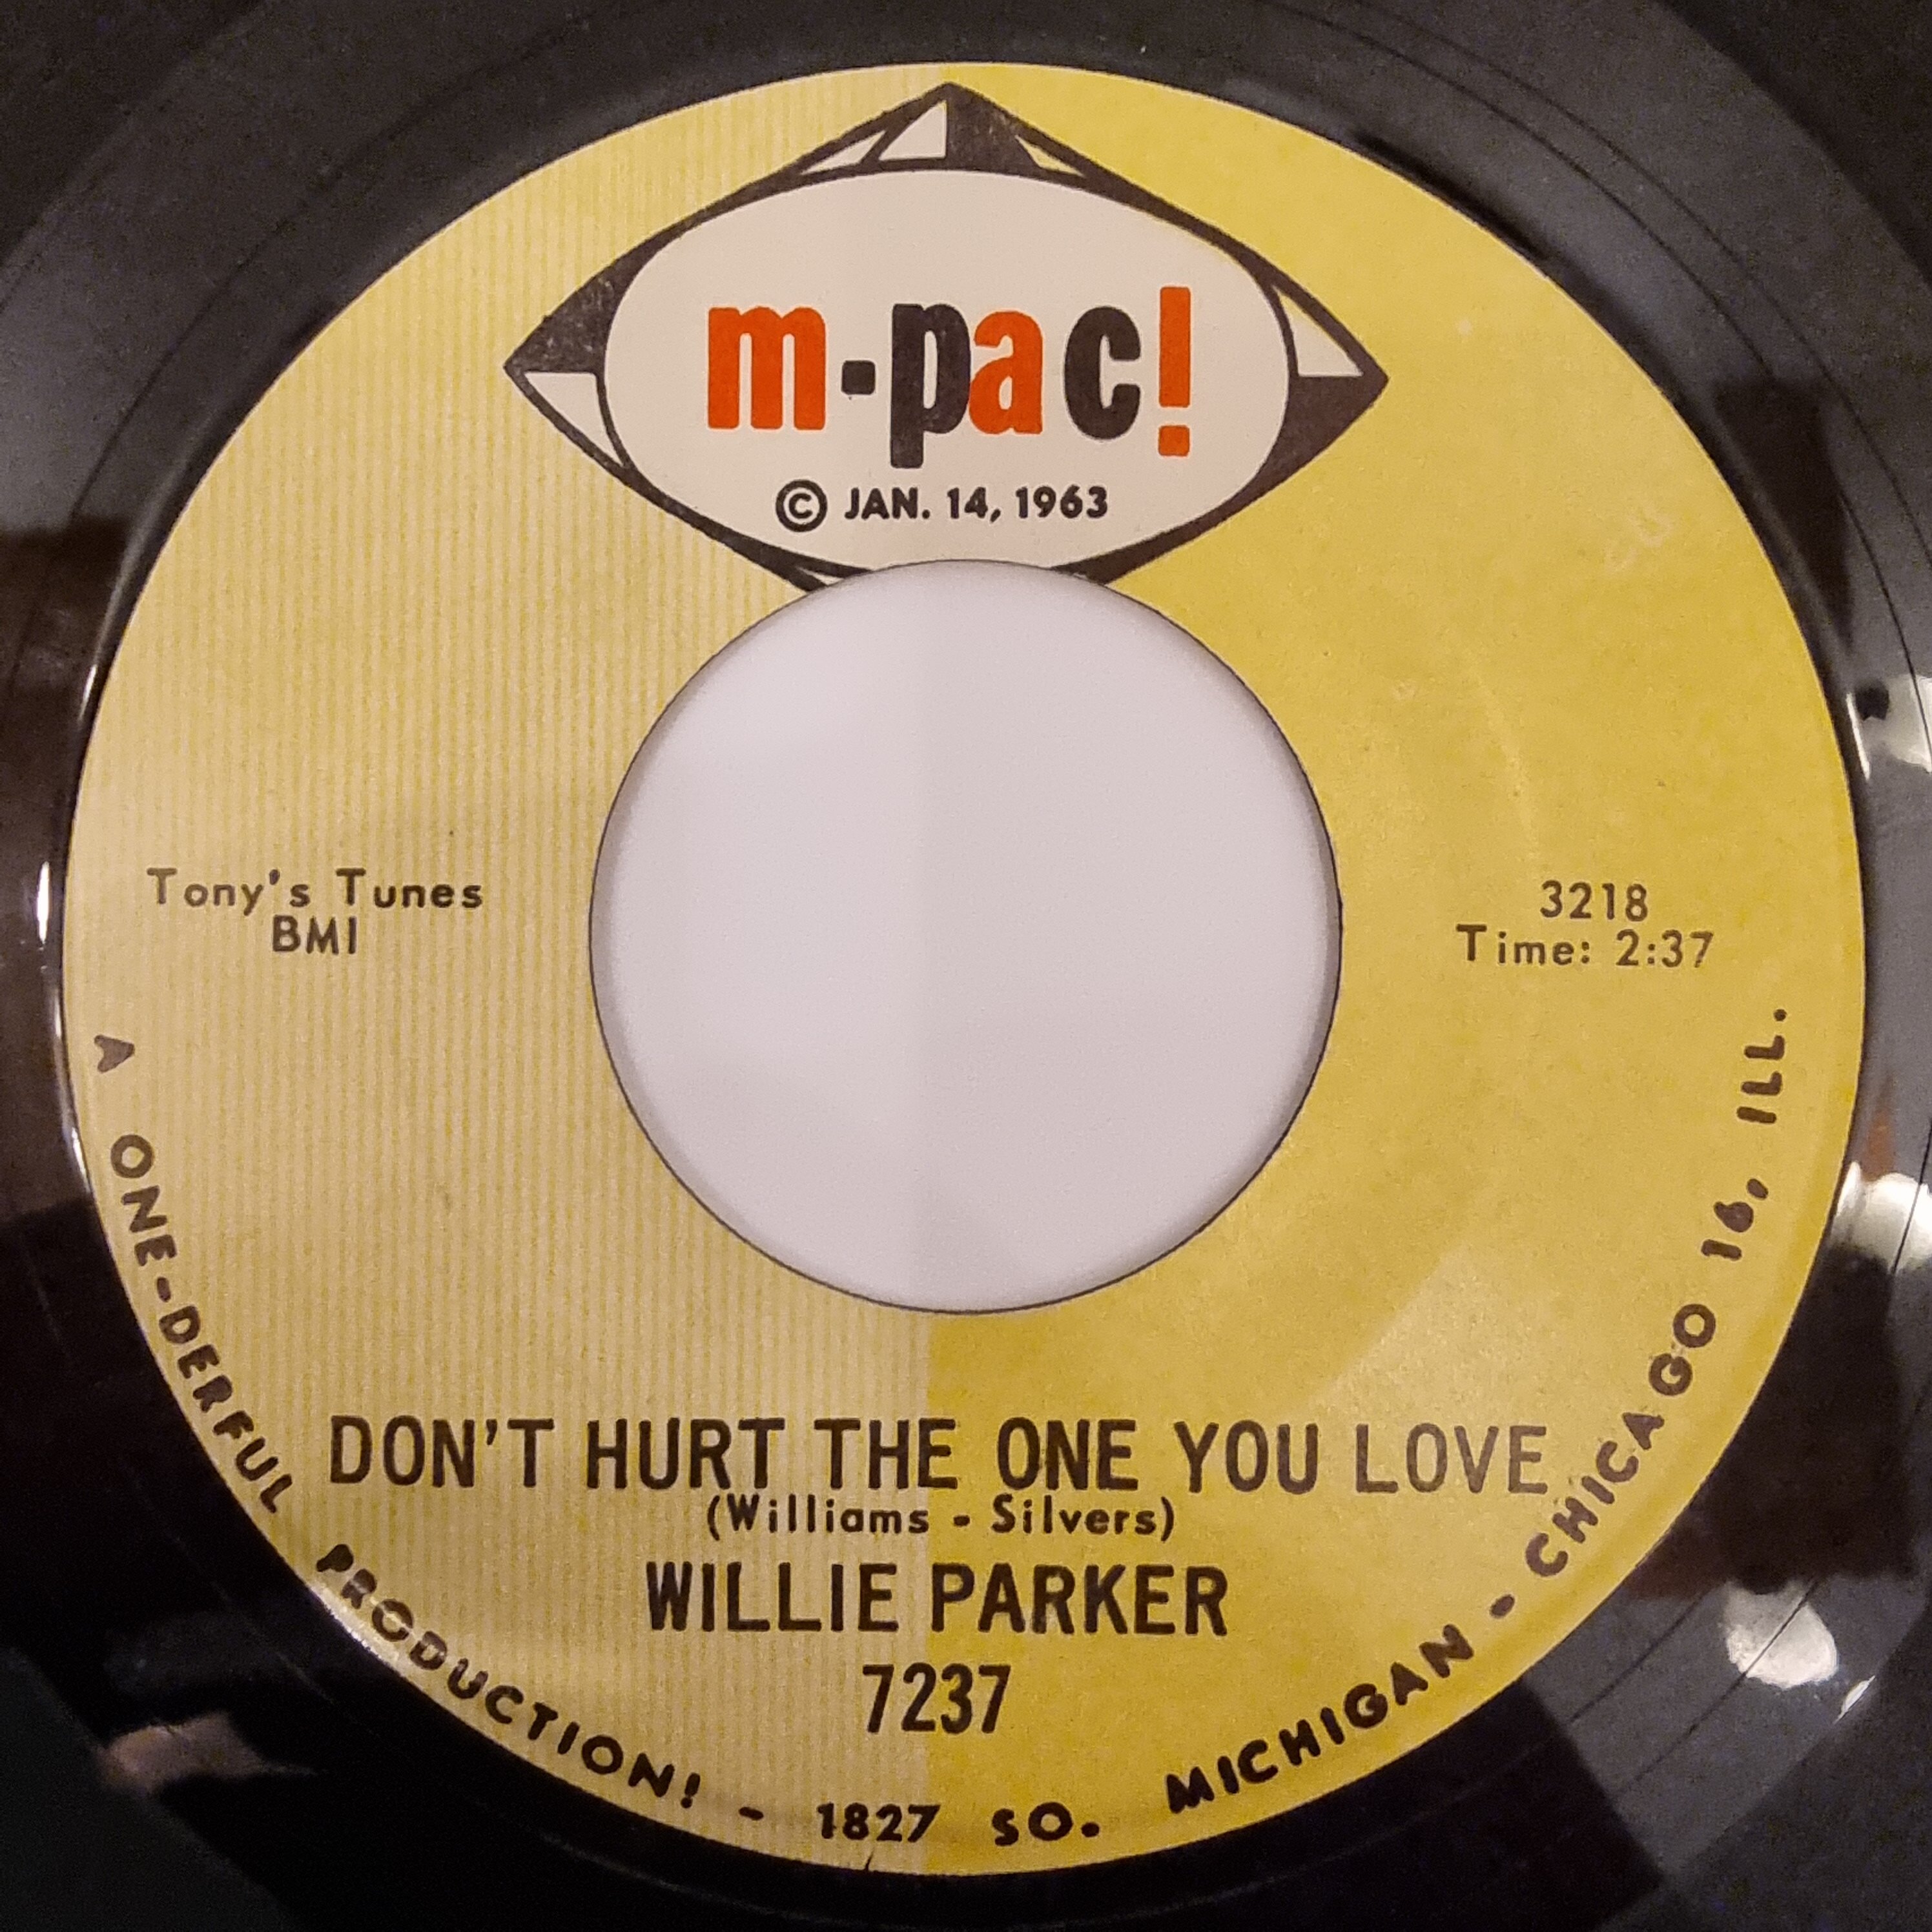 m-pac!
© JAN. 14, 1963
Tony's Tunes
BMI
3218
Time: 2:37
DON'T HURT THE ONE YOU LOVE
(Williams - Silvers)
WILLIE PARKER
7237
A ONE-DERFUL PRODUCTION! - 1827 SO. MICHIGAN - CHICAGO 16, ILL.